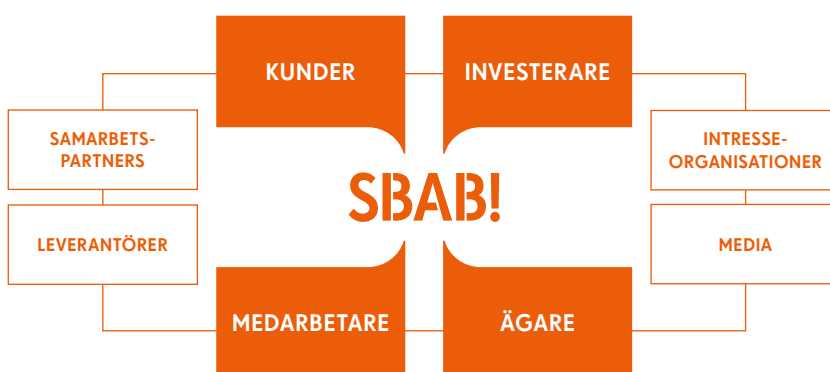 KUNDER
INVESTERARE
SAMARBETS-
PARTNERS
INTRESSE-
ORGANISATIONER
SBAB!
LEVERANTÖRER
MEDIA
MEDARBETARE
ÄGARE